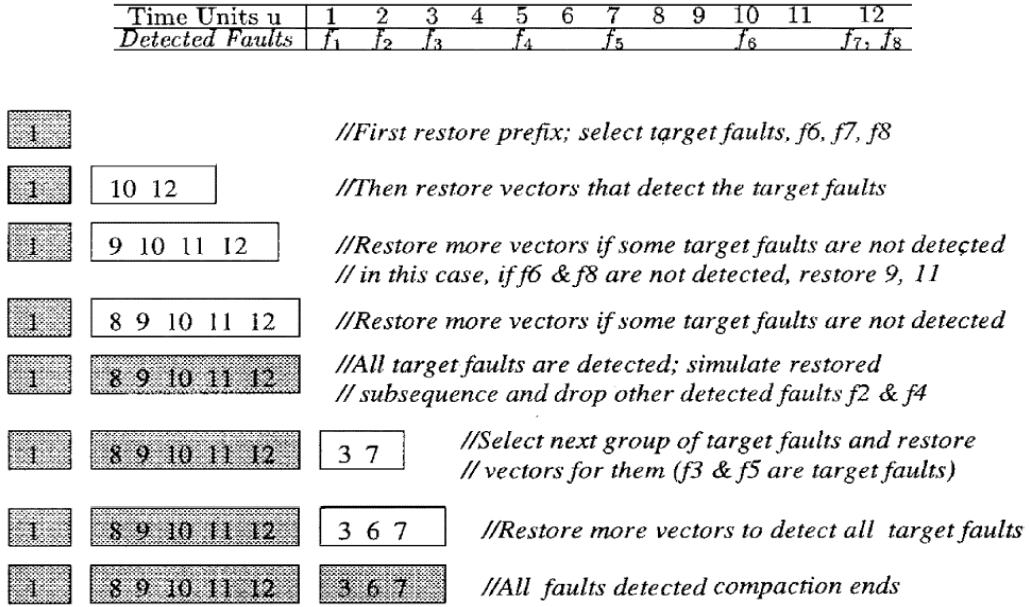 Time Units u 1 2 3 4 5 6 7 8 9 10 11 12
Detected Faults f1 f2 f3 f4 f5 f6 f7, f8
1 //First restore prefix; select target faults, f6, f7, f8
1 10 12 //Then restore vectors that detect the target faults
1 9 10 11 12 //Restore more vectors if some target faults are not detected
// in this case, if f6 & f8 are not detected, restore 9, 11
1 8 9 10 11 12 //Restore more vectors if some target faults are not detected
1 8 9 10 11 12 //All target faults are detected; simulate restored
// subsequence and drop other detected faults f2 & f4
1 8 9 10 11 12 3 7 //Select next group of target faults and restore
// vectors for them (f3 & f5 are target faults)
1 8 9 10 11 12 3 6 7 //Restore more vectors to detect all target faults
1 8 9 10 11 12 3 6 7 //All faults detected compaction ends